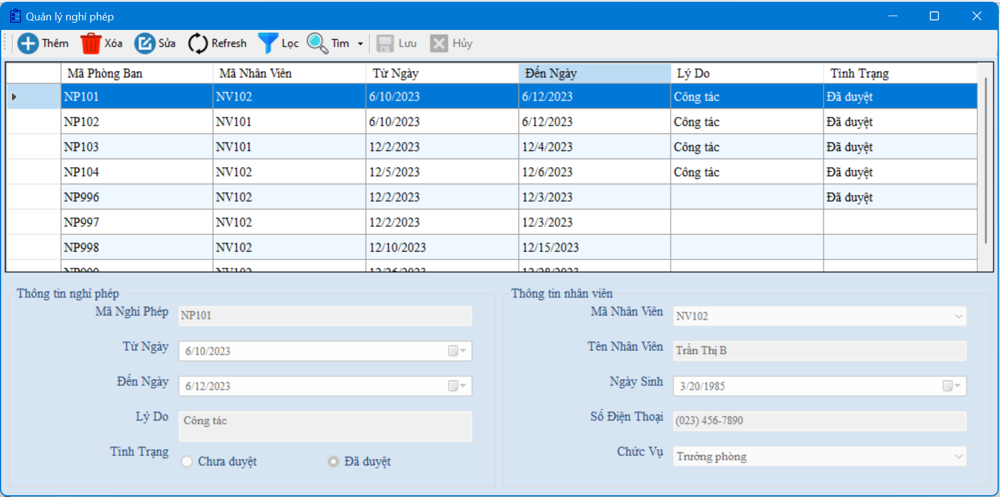 Quản lý nghỉ phép
Thêm Xóa Sửa Refresh Lọc Tìm Lưu Hủy
Mã Phòng Ban Mã Nhân Viên Từ Ngày Đến Ngày Lý Do Tình Trạng
NP101 NV102 6/10/2023 6/12/2023 Công tác Đã duyệt
NP102 NV101 6/10/2023 6/12/2023 Công tác Đã duyệt
NP103 NV101 12/2/2023 12/4/2023 Công tác Đã duyệt
NP104 NV102 12/5/2023 12/6/2023 Công tác Đã duyệt
NP996 NV102 12/2/2023 12/3/2023 Đã duyệt
NP997 NV102 12/2/2023 12/3/2023
NP998 NV102 12/10/2023 12/15/2023
Thông tin nghỉ phép
Mã Nghỉ Phép NP101
Từ Ngày 6/10/2023
Đến Ngày 6/12/2023
Lý Do Công tác
Tình Trạng Chưa duyệt Đã duyệt
Thông tin nhân viên
Mã Nhân Viên NV102
Tên Nhân Viên Trần Thị B
Ngày Sinh 3/20/1985
Số Điện Thoại (023) 456-7890
Chức Vụ Trưởng phòng